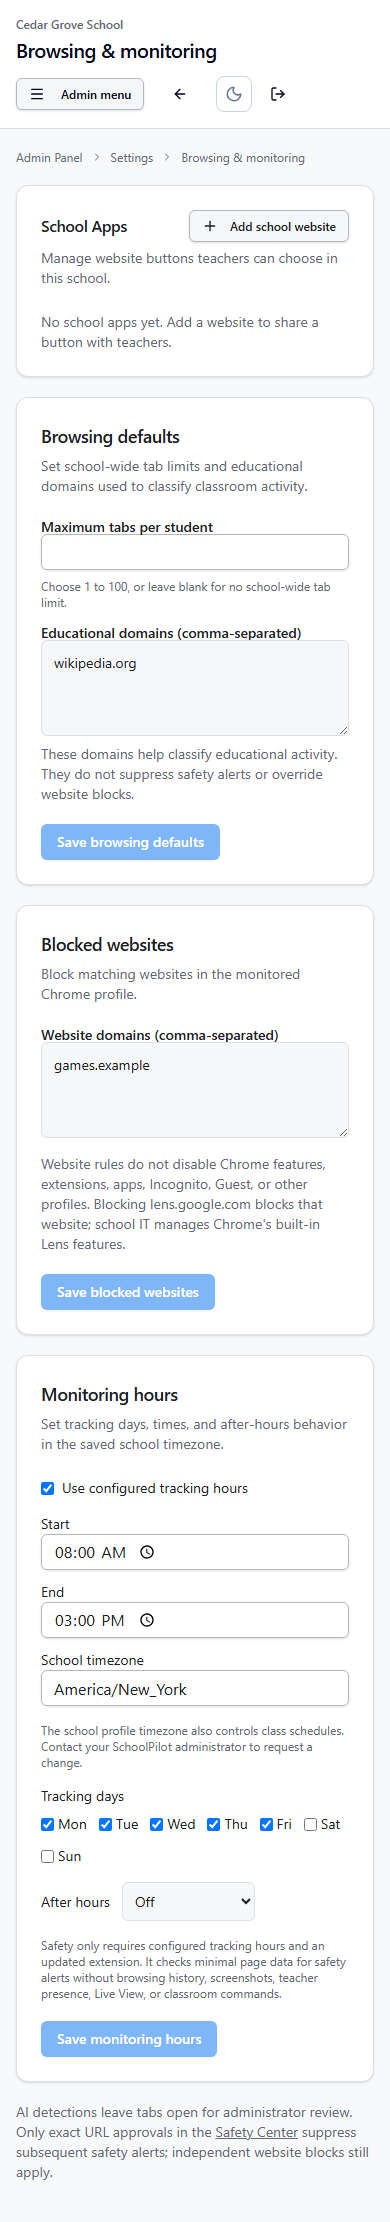 Cedar Grove School
Browsing & monitoring
Admin menu
Admin Panel > Settings > Browsing & monitoring
School Apps
Add school website
Manage website buttons teachers can choose in
this school.
No school apps yet. Add a website to share a
button with teachers.
Browsing defaults
Set school-wide tab limits and educational
domains used to classify classroom activity.
Maximum tabs per student
Choose 1 to 100, or leave blank for no school-wide tab
limit.
Educational domains (comma-separated)
wikipedia.org
These domains help classify educational activity.
They do not suppress safety alerts or override
website blocks.
Save browsing defaults
Blocked websites
Block matching websites in the monitored
Chrome profile.
Website domains (comma-separated)
games.example
Website rules do not disable Chrome features,
extensions, apps, Incognito, Guest, or other
profiles. Blocking lens.google.com blocks that
website; school IT manages Chrome's built-in
Lens features.
Save blocked websites
Monitoring hours
Set tracking days, times, and after-hours behavior
in the saved school timezone.
Use configured tracking hours
Start
08:00 AM
End
03:00 PM
School timezone
America/New_York
The school profile timezone also controls class schedules.
Contact your SchoolPilot administrator to request a
change.
Tracking days
Mon Tue Wed Thu Fri Sat
Sun
After hours Off
Safety only requires configured tracking hours and an
updated extension. It checks minimal page data for safety
alerts without browsing history, screenshots, teacher
presence, Live View, or classroom commands.
Save monitoring hours
AI detections leave tabs open for administrator review.
Only exact URL approvals in the Safety Center suppress
subsequent safety alerts; independent website blocks still
apply.